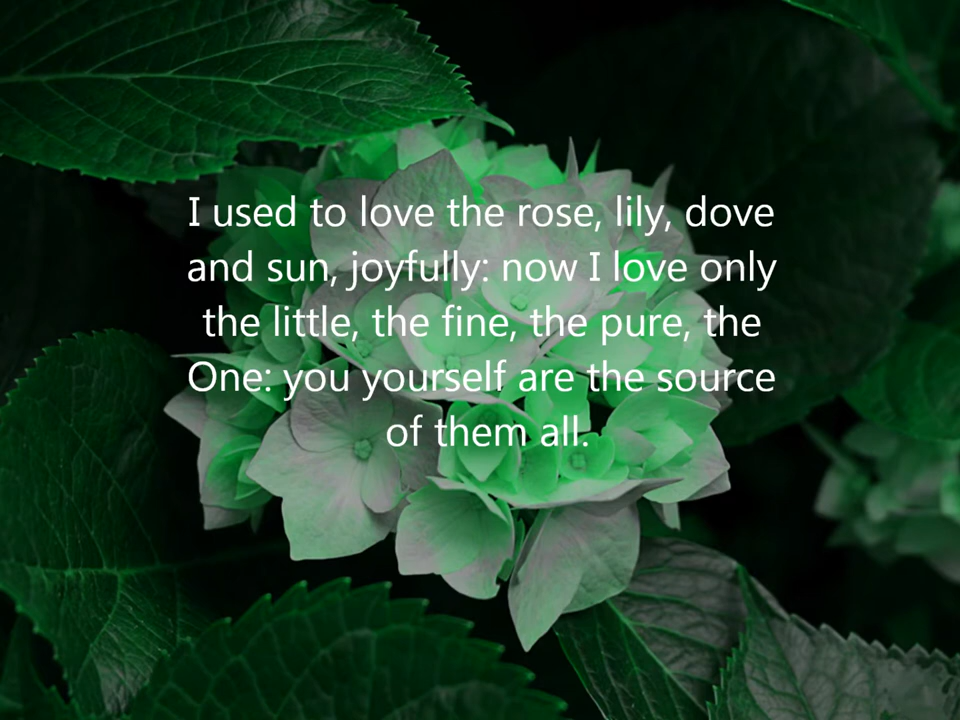 I used to love the rose, lily, dove
and sun, joyfully: now I love only
the little, the fine, the pure, the
One: you yourself are the source
of them all.